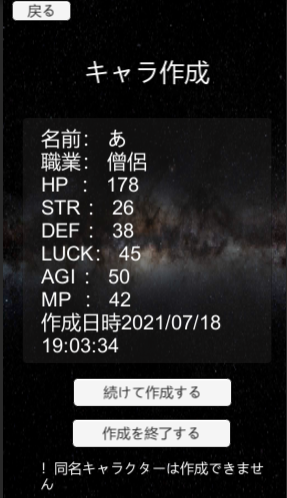 戻る
キャラ作成
名前： あ
職業： 僧侶
HP ： 178
STR： 26
DEF： 38
LUCK： 45
AGI： 50
MP ： 42
作成日時2021/07/18
19:03:34
続けて作成する
作成を終了する
！同名キャラクターは作成できませ
ん